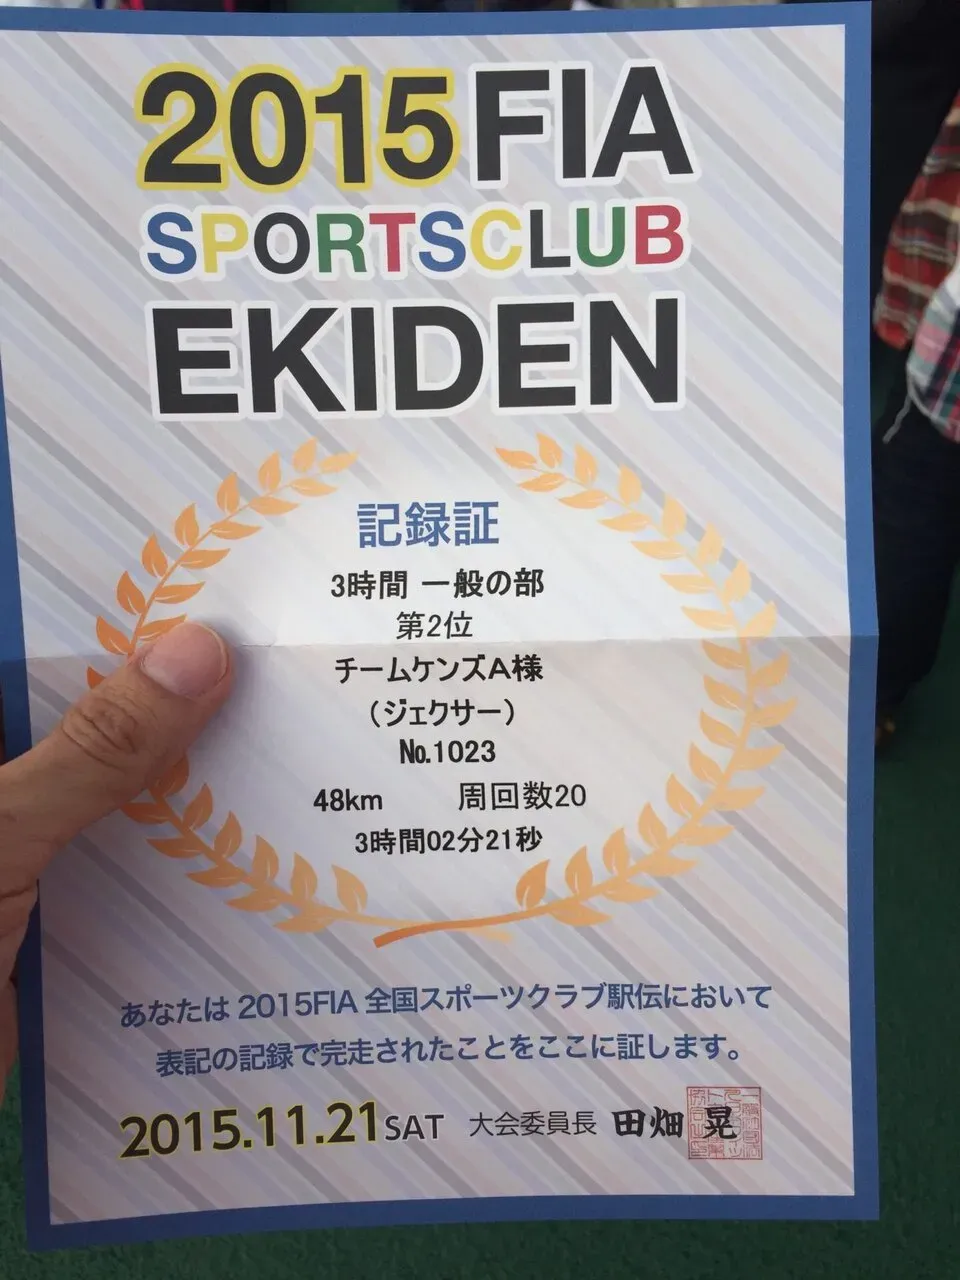 2015FIA
SPORTSCLUB
EKIDEN
記録証
3時間 一般の部
第2位
チームケンズA様
（ジェクサー）
No.1023
48km 周回数20
3時間02分21秒
あなたは 2015FIA 全国スポーツクラブ駅伝において
表記の記録で完走されたことをここに証します。
2015.11.21SAT 大会委員長 田畑 晃